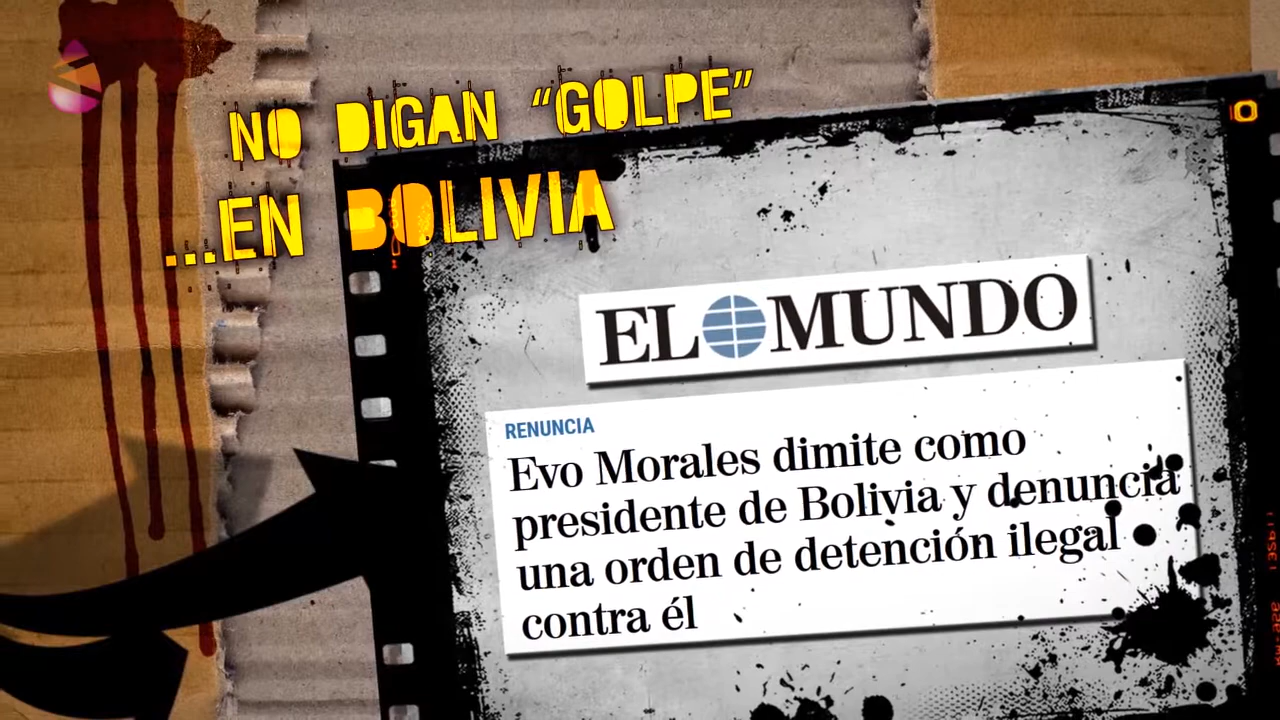 NO DIGAN “GOLPE”
...EN BOLIVIA
EL MUNDO
RENUNCIA
Evo Morales dimite como
presidente de Bolivia y denuncia
una orden de detención ilegal
contra él